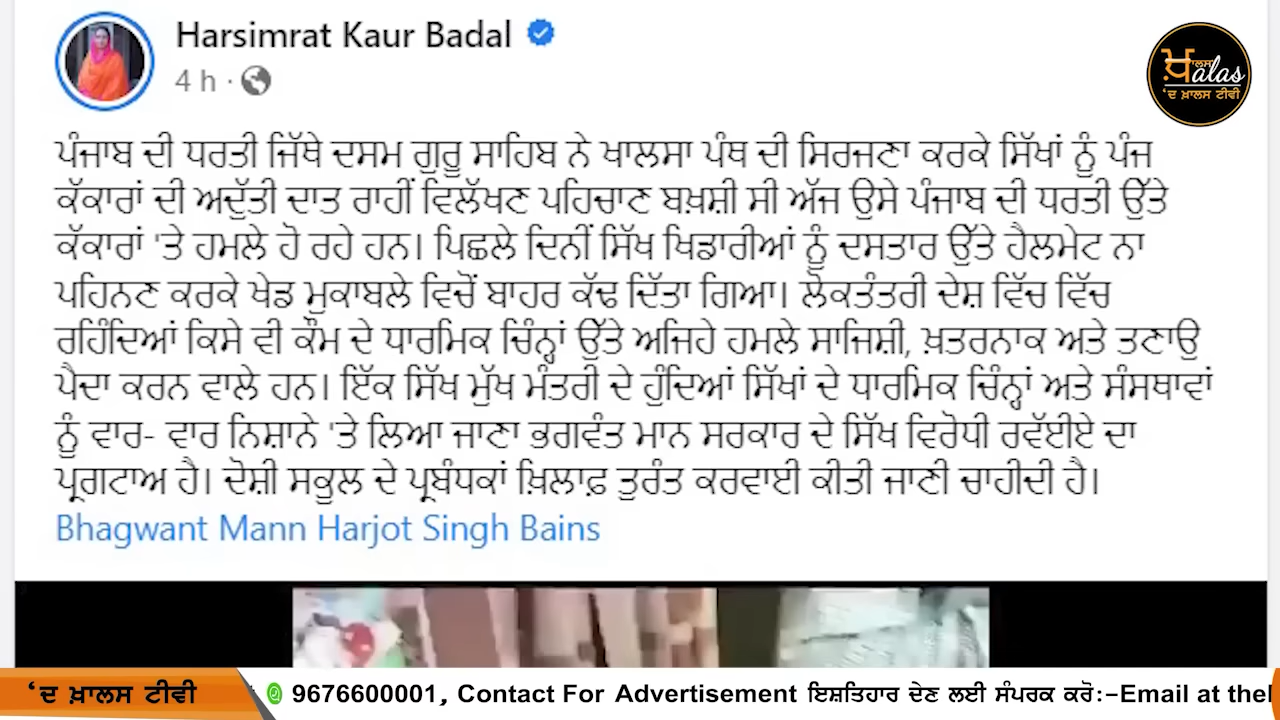 Harsimrat Kaur Badal
4 h ·
ਖ਼ਾਲਸ
alas
'ਦ ਖ਼ਾਲਸ ਟੀਵੀ
ਪੰਜਾਬ ਦੀ ਧਰਤੀ ਜਿੱਥੇ ਦਸਮ ਗੁਰੂ ਸਾਹਿਬ ਨੇ ਖਾਲਸਾ ਪੰਥ ਦੀ ਸਿਰਜਣਾ ਕਰਕੇ ਸਿੱਖਾਂ ਨੂੰ ਪੰਜ
ਕੱਕਾਰਾਂ ਦੀ ਅਦੁੱਤੀ ਦਾਤ ਰਾਹੀਂ ਵਿਲੱਖਣ ਪਹਿਚਾਣ ਬਖ਼ਸ਼ੀ ਸੀ ਅੱਜ ਉਸੇ ਪੰਜਾਬ ਦੀ ਧਰਤੀ ਉੱਤੇ
ਕੱਕਾਰਾਂ 'ਤੇ ਹਮਲੇ ਹੋ ਰਹੇ ਹਨ। ਪਿਛਲੇ ਦਿਨੀਂ ਸਿੱਖ ਖਿਡਾਰੀਆਂ ਨੂੰ ਦਸਤਾਰ ਉੱਤੇ ਹੈਲਮੇਟ ਨਾ
ਪਹਿਨਣ ਕਰਕੇ ਖੇਡ ਮੁਕਾਬਲੇ ਵਿਚੋਂ ਬਾਹਰ ਕੱਢ ਦਿੱਤਾ ਗਿਆ। ਲੋਕਤੰਤਰੀ ਦੇਸ਼ ਵਿੱਚ ਵਿੱਚ
ਰਹਿੰਦਿਆਂ ਕਿਸੇ ਵੀ ਕੌਮ ਦੇ ਧਾਰਮਿਕ ਚਿੰਨ੍ਹਾਂ ਉੱਤੇ ਅਜਿਹੇ ਹਮਲੇ ਸਾਜਿਸ਼ੀ, ਖ਼ਤਰਨਾਕ ਅਤੇ ਤਣਾਉ
ਪੈਦਾ ਕਰਨ ਵਾਲੇ ਹਨ। ਇੱਕ ਸਿੱਖ ਮੁੱਖ ਮੰਤਰੀ ਦੇ ਹੁੰਦਿਆਂ ਸਿੱਖਾਂ ਦੇ ਧਾਰਮਿਕ ਚਿੰਨ੍ਹਾਂ ਅਤੇ ਸੰਸਥਾਵਾਂ
ਨੂੰ ਵਾਰ- ਵਾਰ ਨਿਸ਼ਾਨੇ 'ਤੇ ਲਿਆ ਜਾਣਾ ਭਗਵੰਤ ਮਾਨ ਸਰਕਾਰ ਦੇ ਸਿੱਖ ਵਿਰੋਧੀ ਰਵੱਈਏ ਦਾ
ਪ੍ਰਗਟਾਅ ਹੈ। ਦੋਸ਼ੀ ਸਕੂਲ ਦੇ ਪ੍ਰਬੰਧਕਾਂ ਖ਼ਿਲਾਫ਼ ਤੁਰੰਤ ਕਰਵਾਈ ਕੀਤੀ ਜਾਣੀ ਚਾਹੀਦੀ ਹੈ।
Bhagwant Mann Harjot Singh Bains
'ਦ ਖ਼ਾਲਸ ਟੀਵੀ
9676600001, Contact For Advertisement ਇਸ਼ਤਿਹਾਰ ਦੇਣ ਲਈ ਸੰਪਰਕ ਕਰੋ:-Email at the